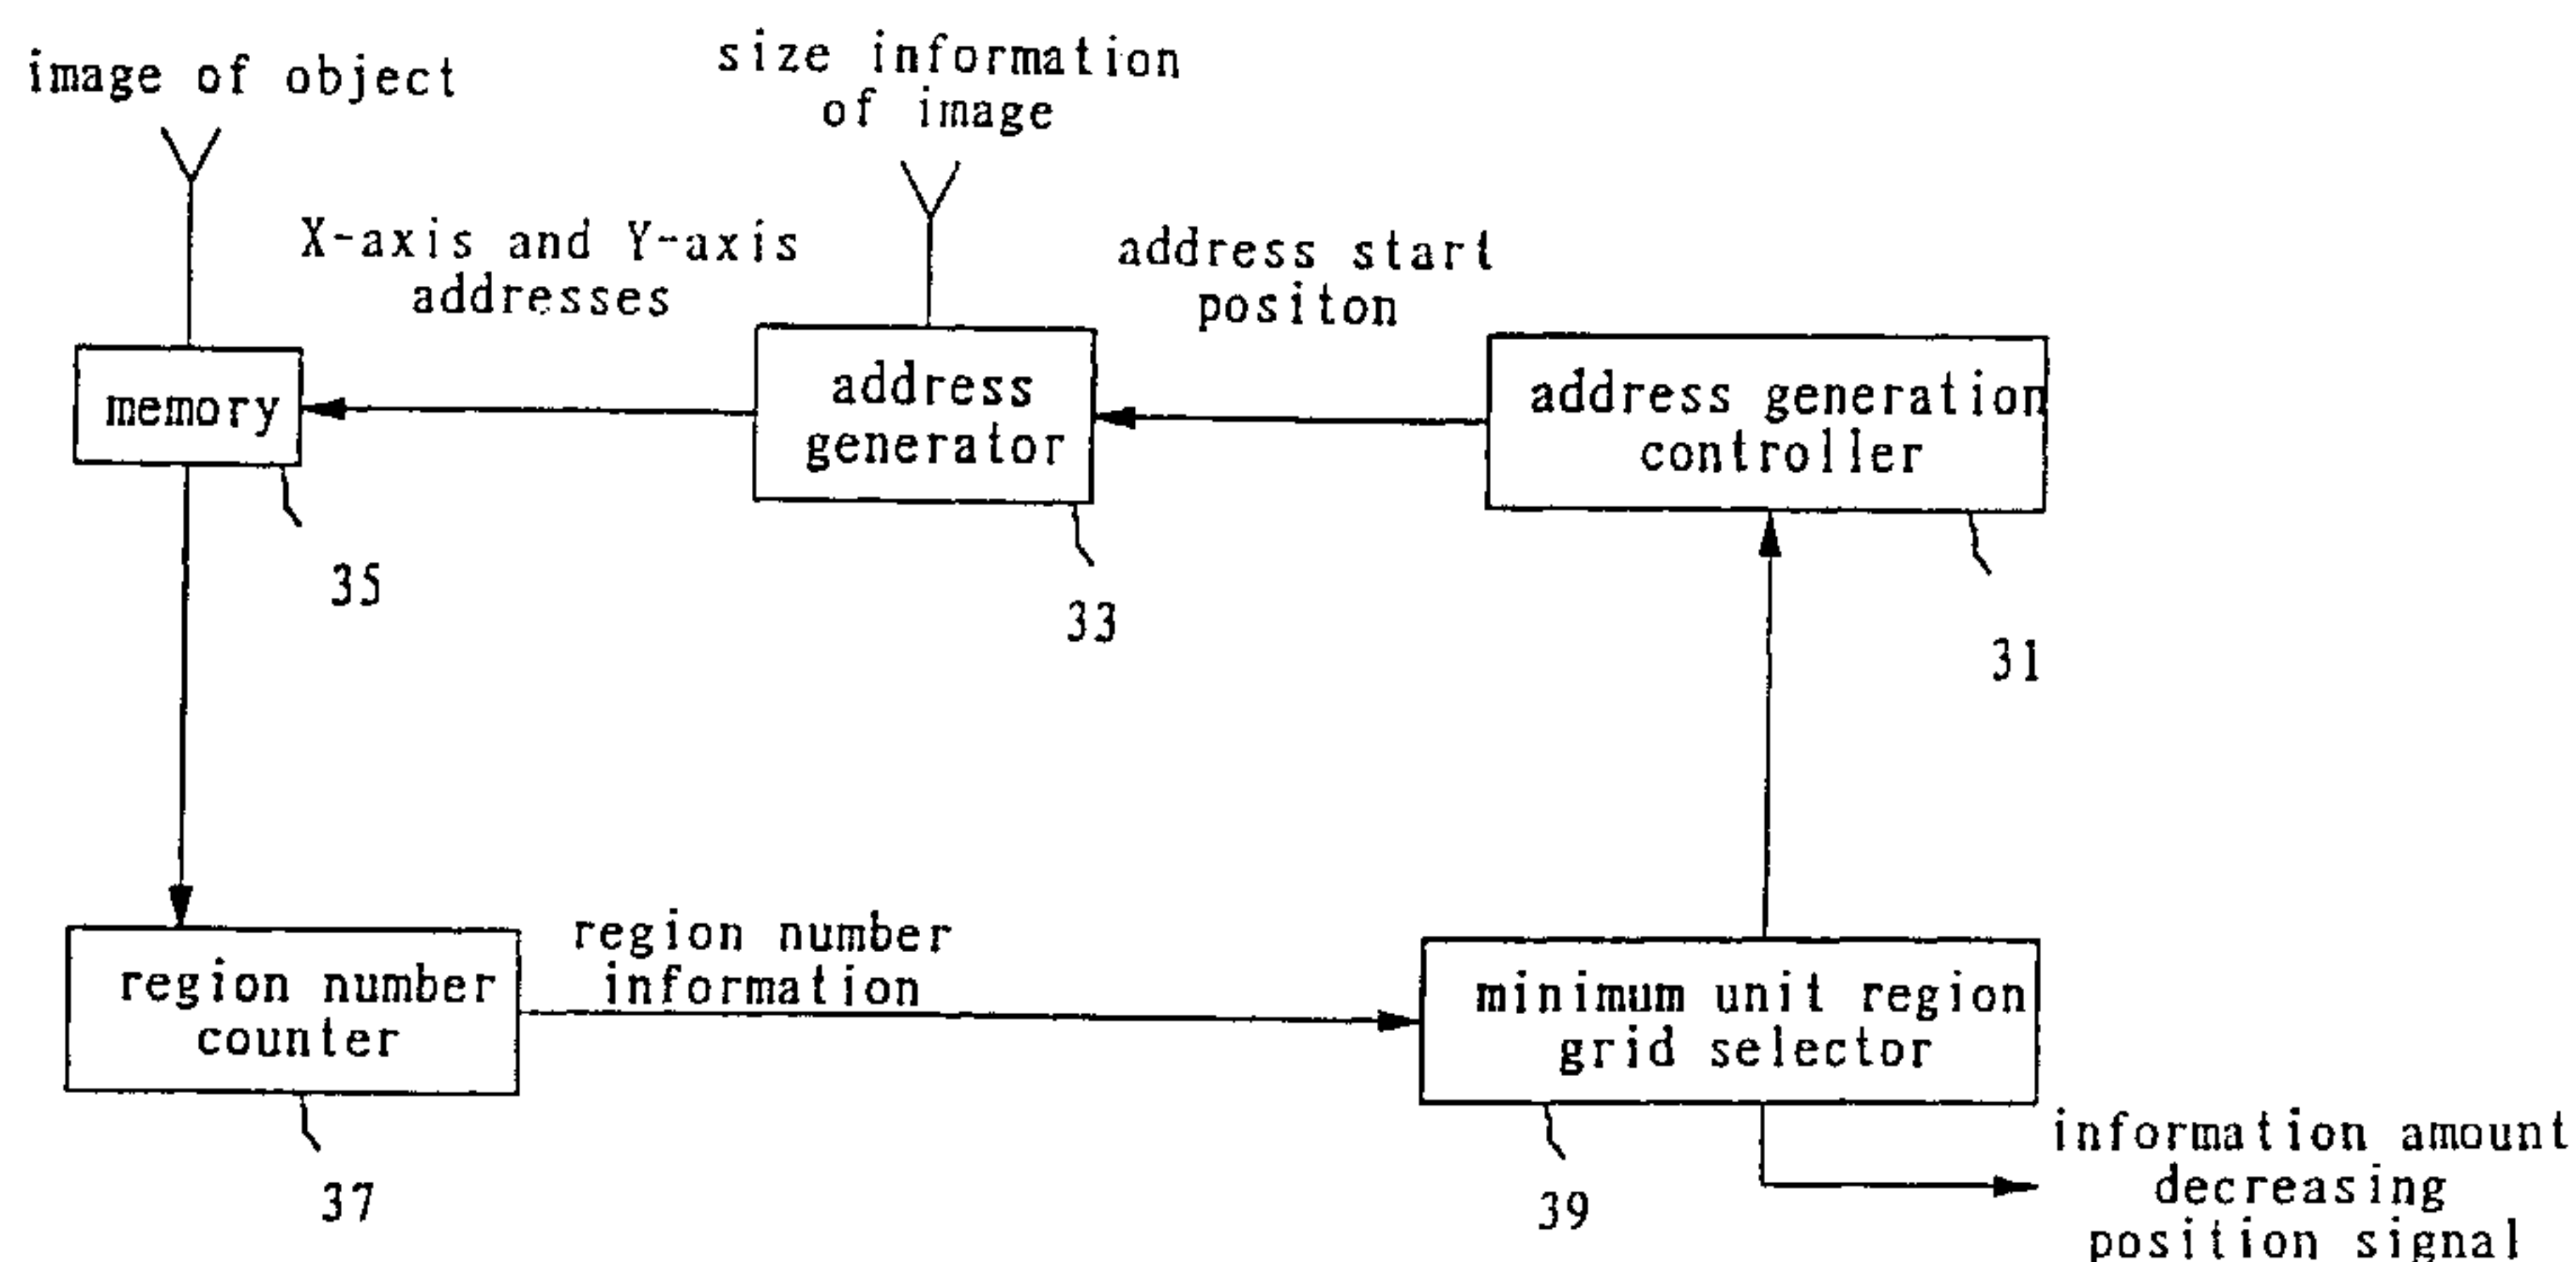 image of object
size information
of image
X-axis and Y-axis
addresses
address start
positon
memory
address
generator
address generation
controller
35
33
31
region number
counter
region number
information
minimum unit region
grid selector
37
39
information amount
decreasing
position signal